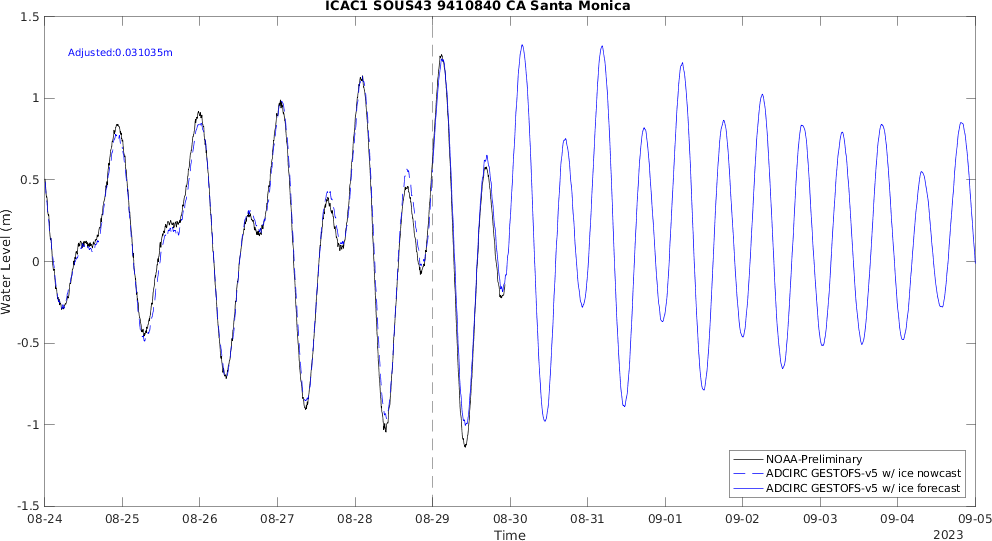 ICAC1 SOUS43 9410840 CA Santa Monica
Adjusted:0.031035m
Water Level (m)
1.5
1
0.5
0
-0.5
-1
-1.5
NOAA-Preliminary
ADCIRC GESTOFS-v5 w/ ice nowcast
ADCIRC GESTOFS-v5 w/ ice forecast
08-24 08-25 08-26 08-27 08-28 08-29 08-30 08-31 09-01 09-02 09-03 09-04 09-05
Time
2023